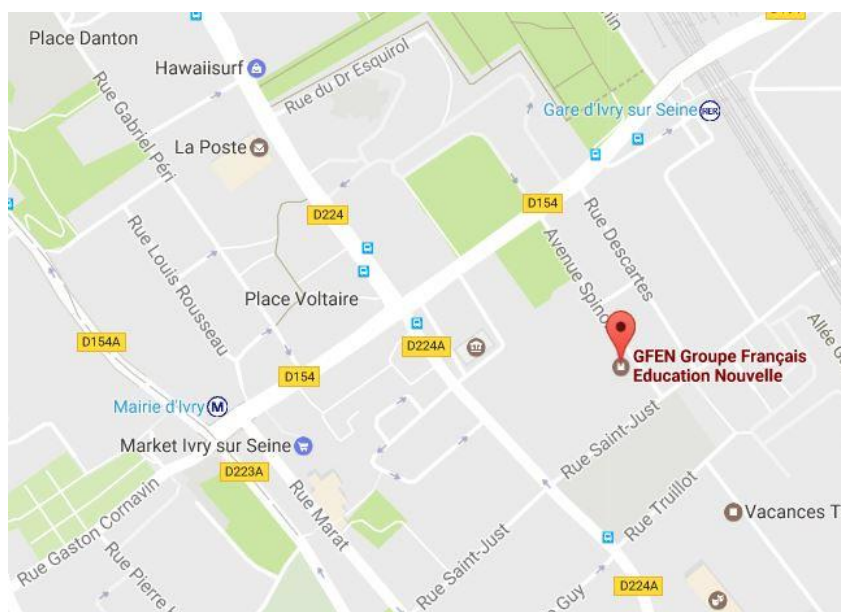 Place Danton
Hawaiisurf
Rue du Dr Esquirol
Gare d'Ivry sur Seine
RER
Rue Gabriel Péri
La Poste
D224
D154
Rue Descartes
Avenue Spino
Rue Louis Rousseau
Place Voltaire
D154A
D224A
GFEN Groupe Français
Education Nouvelle
D154
Mairie d'Ivry
M
Market Ivry sur Seine
D223A
Rue Saint-Just
Rue Marat
Rue Gaston Cornavin
Rue Truillot
Vacances T
Rue Saint-Just
Rue Pierre
Guy
D224A